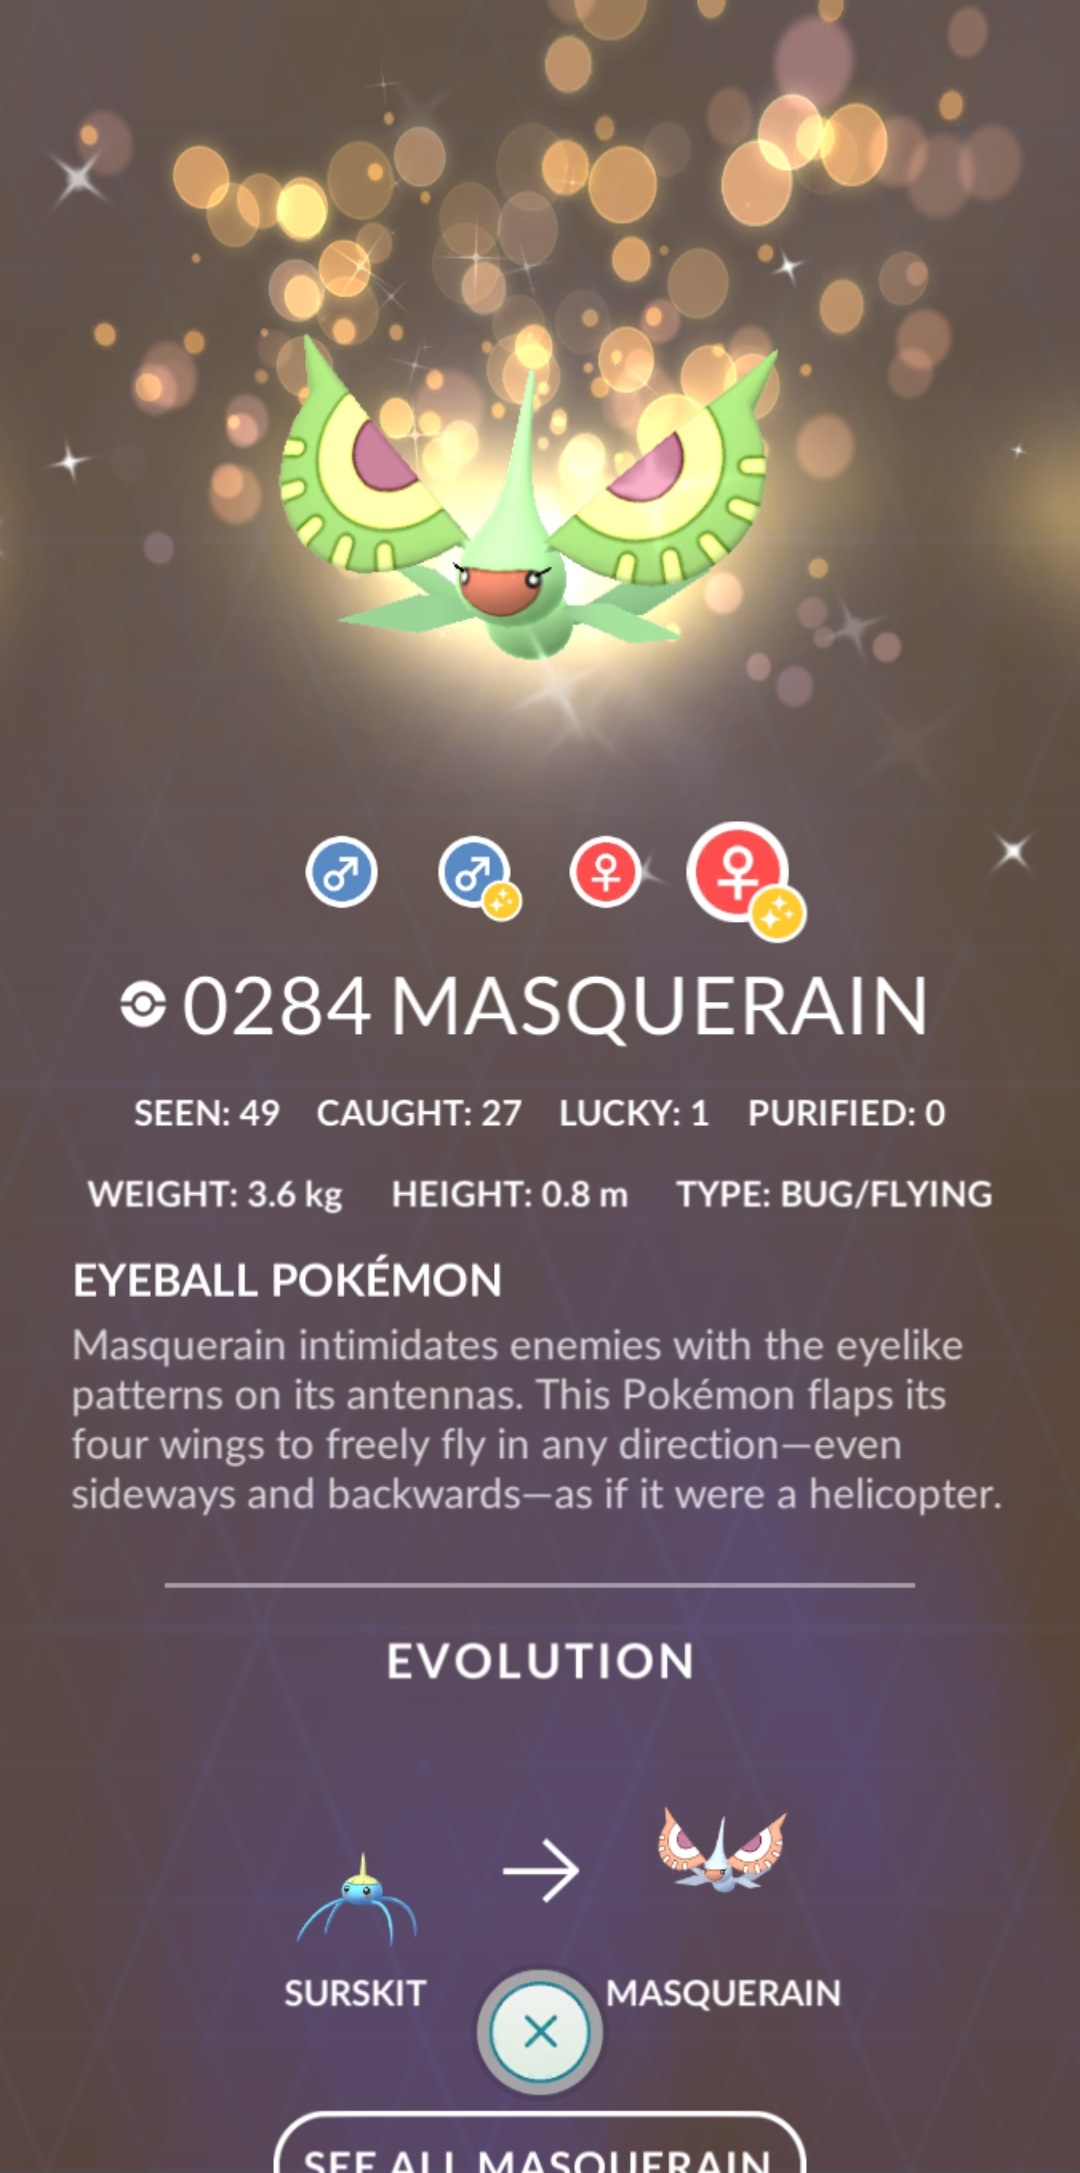 0284 MASQUERAIN
SEEN: 49 CAUGHT: 27 LUCKY: 1 PURIFIED: 0
WEIGHT: 3.6 kg HEIGHT: 0.8 m TYPE: BUG/FLYING
EYEBALL POKÉMON
Masquerain intimidates enemies with the eyelike
patterns on its antennas. This Pokémon flaps its
four wings to freely fly in any direction—even
sideways and backwards—as if it were a helicopter.
EVOLUTION
SURSKIT MASQUERAIN
SEE ALL MASQUERAIN